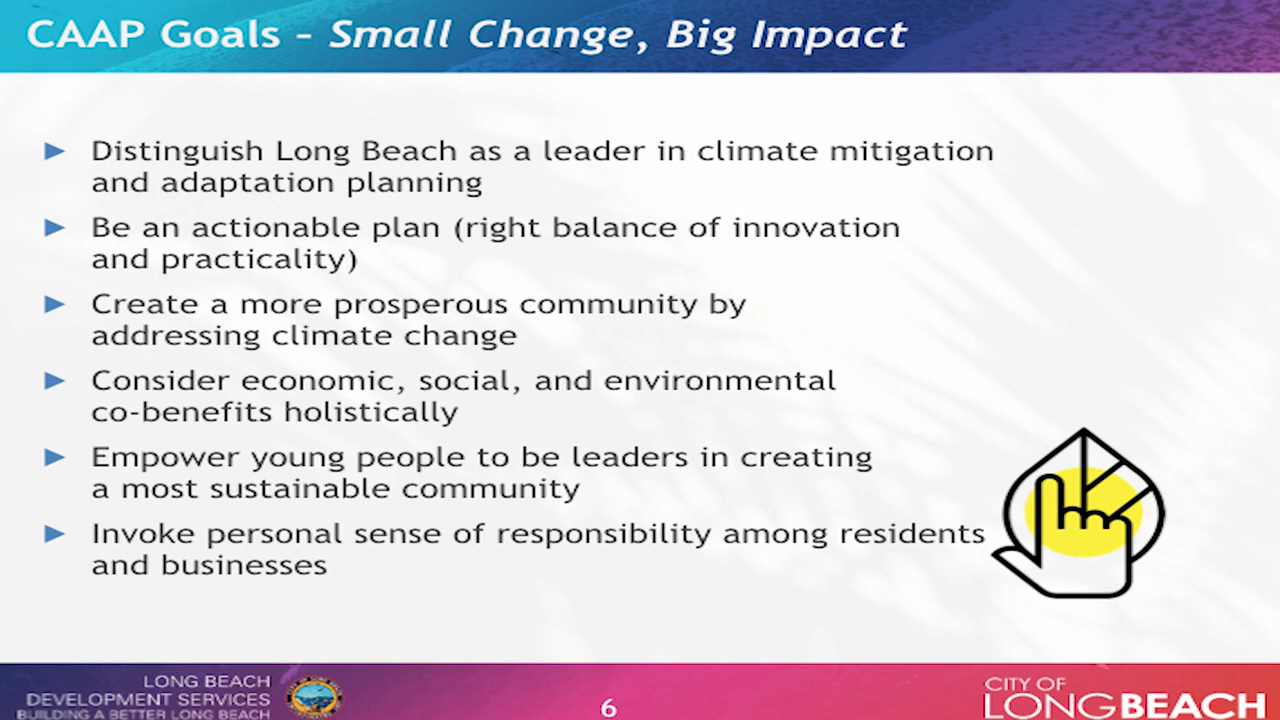 CAAP Goals – Small Change, Big Impact
► Distinguish Long Beach as a leader in climate mitigation
and adaptation planning
► Be an actionable plan (right balance of innovation
and practicality)
► Create a more prosperous community by
addressing climate change
► Consider economic, social, and environmental
co-benefits holistically
► Empower young people to be leaders in creating
a most sustainable community
► Invoke personal sense of responsibility among residents
and businesses
LONG BEACH
DEVELOPMENT SERVICES
BUILDING A BETTER LONG BEACH
6
CITY OF
LONGBEACH